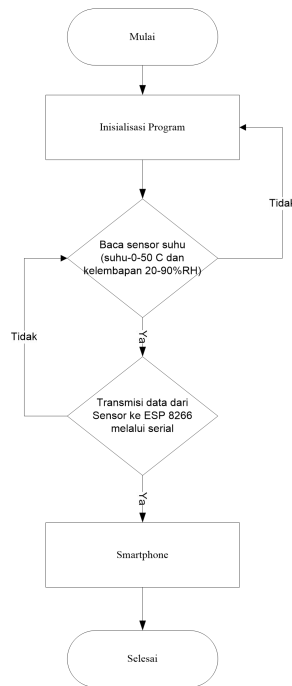 Mulai
Inisialisasi Program
Tidak
Baca sensor suhu
(suhu-0-50 C dan
kelembapan 20-90%RH)
Tidak
Ya
Transmisi data dari
Sensor ke ESP 8266
melalui serial
Ya
Smartphone
Selesai